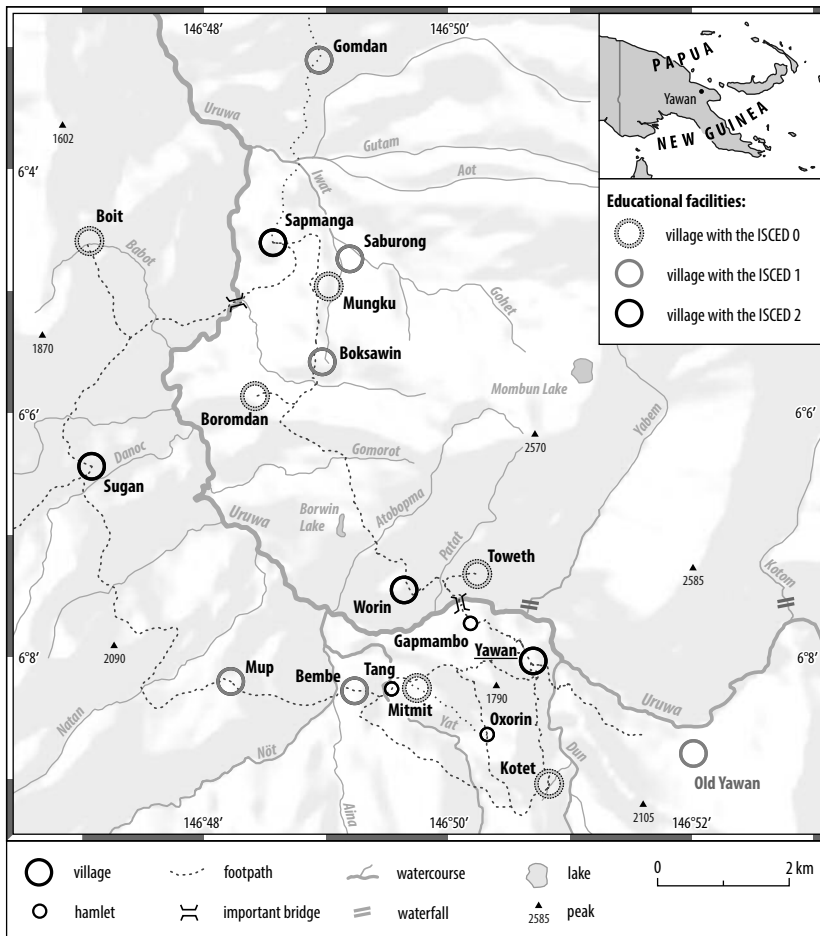 146°48'
146°50'
Gomdan
PAPUA
Yawan
NEW GUINEA
Uruwa
1602
Gutam
6°4'
Aot
Iwat
Educational facilities:
Boit
Sapmanga
village with the ISCED 0
Babot
Saburong
village with the ISCED 1
Mungku
Gohet
village with the ISCED 2
1870
Boksawin
Mombun Lake
Boromdan
Yabem
6°6'
6°6'
2570
Danoc
Gomorot
Sugan
Atobopma
Uruwa
Borwin
Lake
Patat
Toweth
2585
Kotom
Worin
Gapmambo
Yawan
2090
6°8'
6°8'
Mup
Bembe
Tang
1790
Mitmit
Uruwa
Natan
Oxorin
Yat
Nöt
Dun
Kotet
Old Yawan
Aina
2105
146°48'
146°50'
146°52'
village
footpath
watercourse
lake
0
2 km
hamlet
important bridge
waterfall
2585
peak